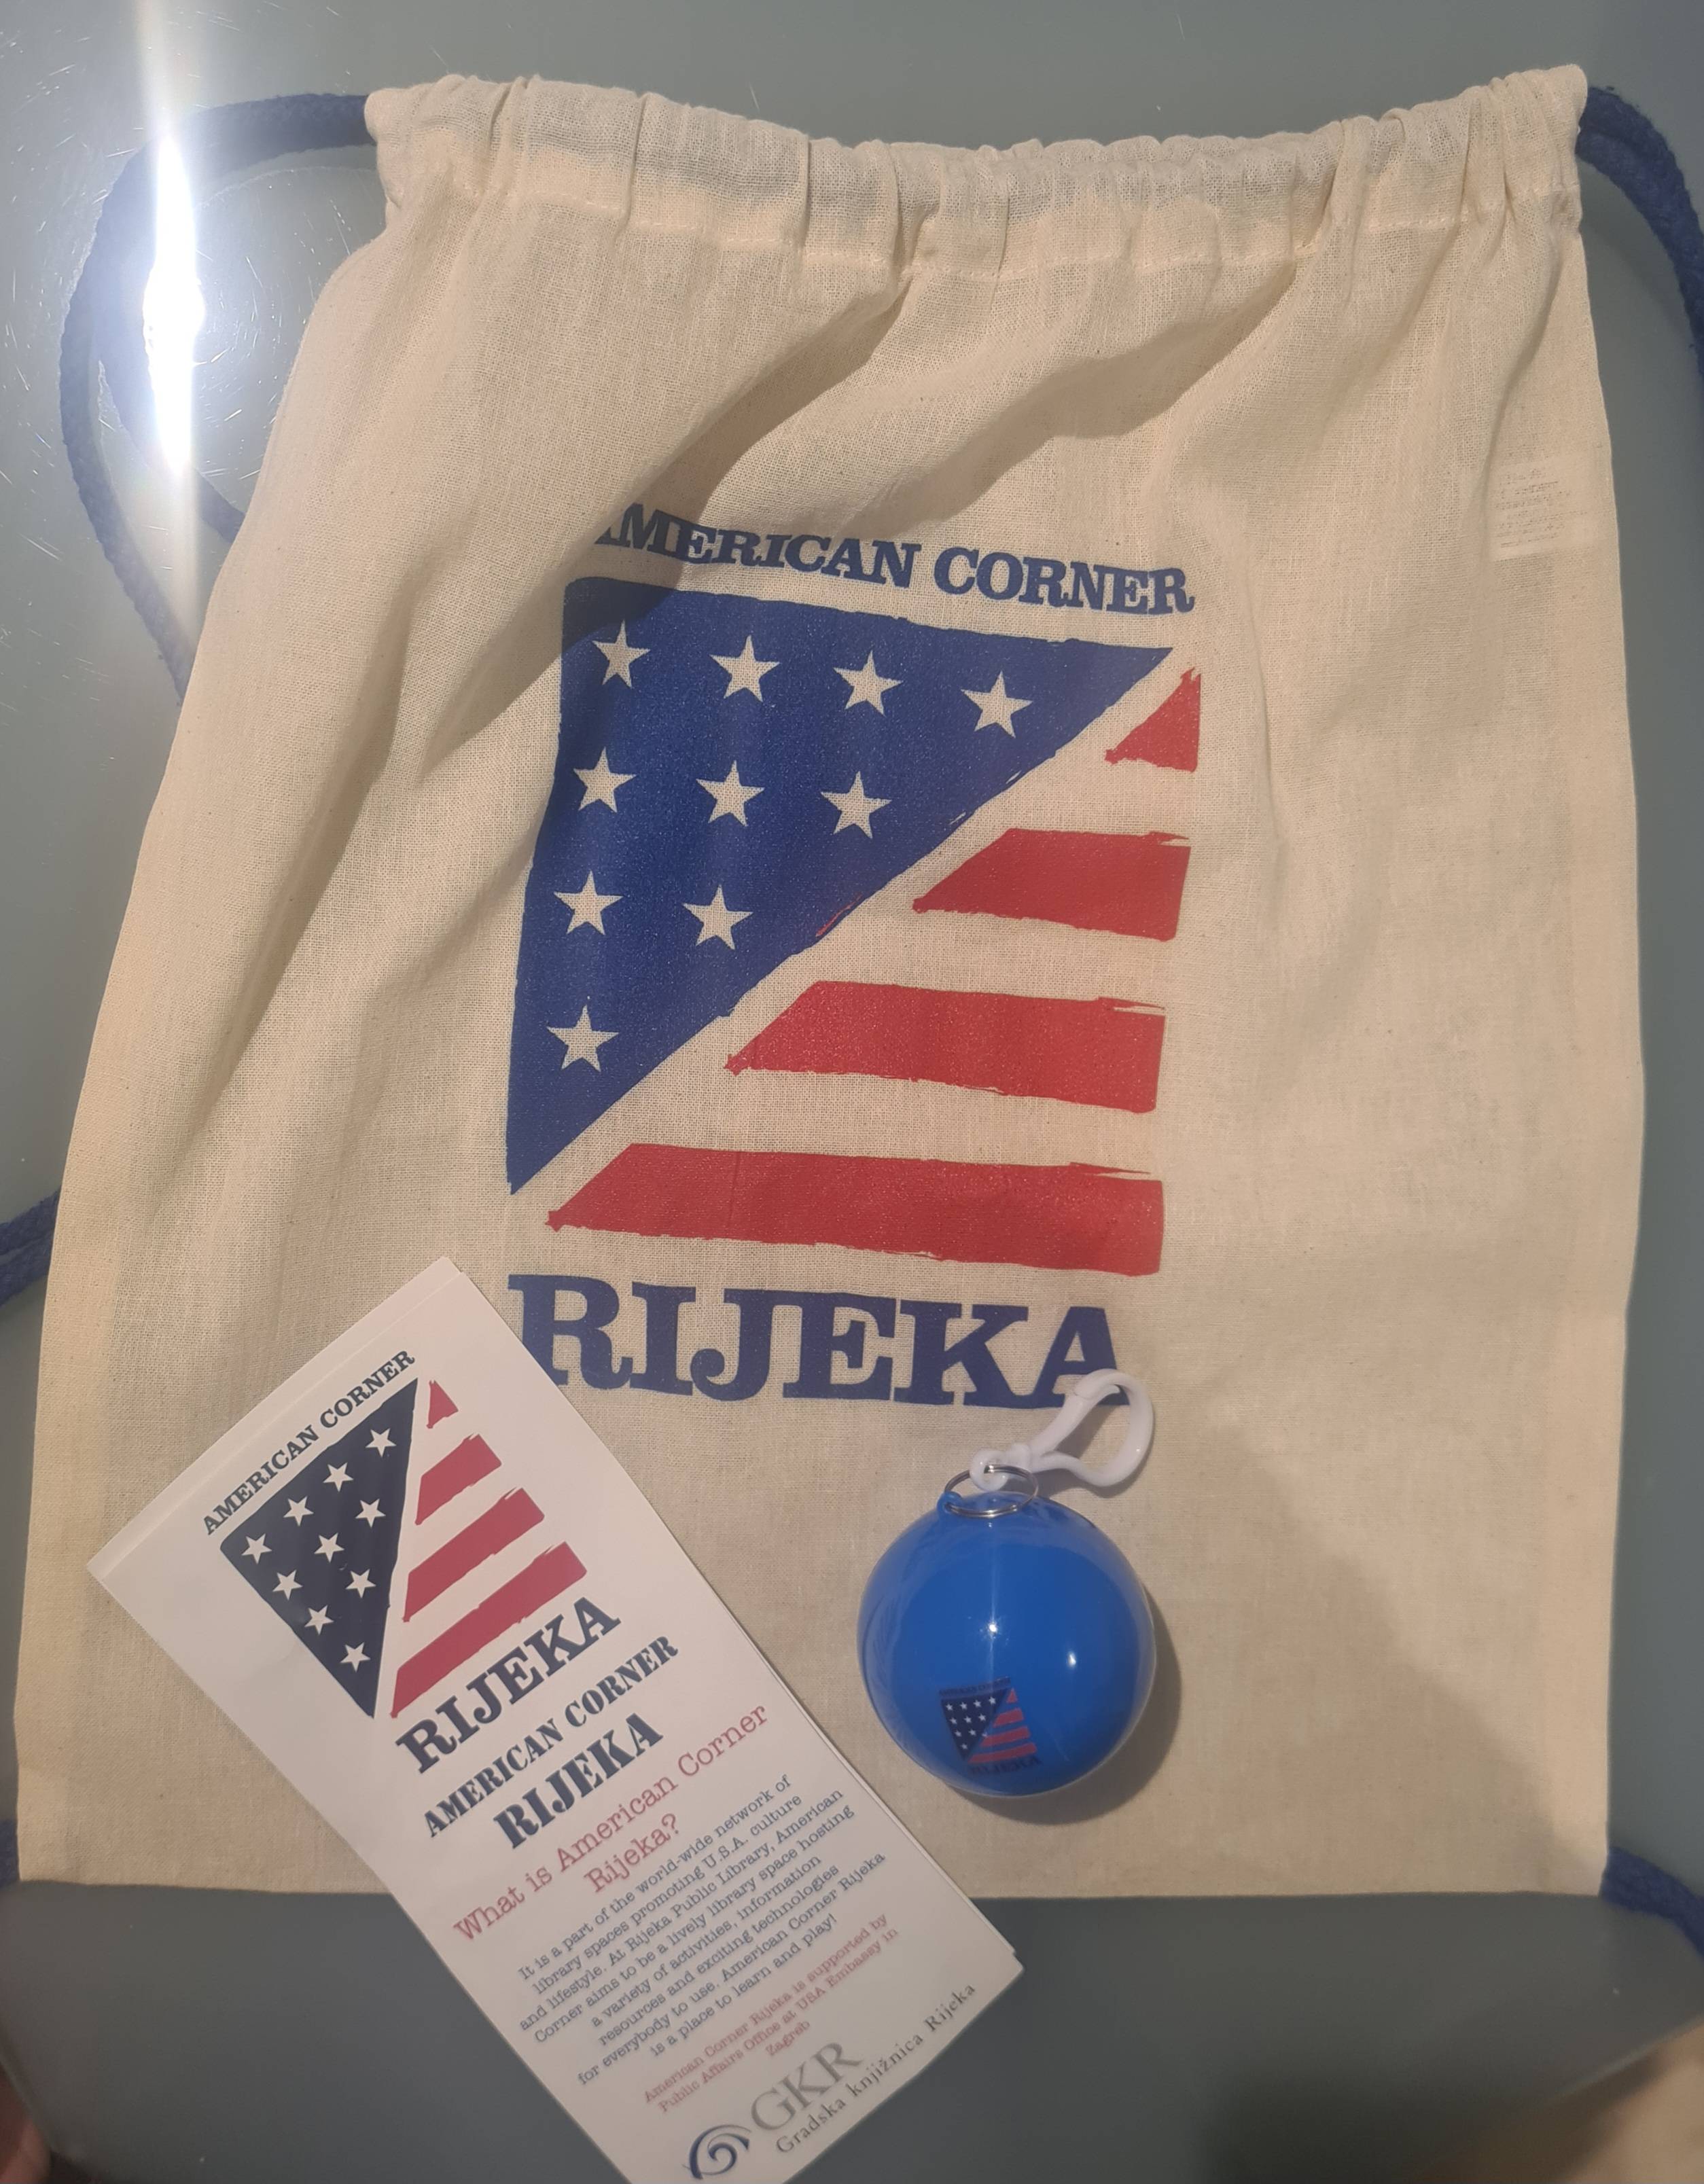 AMERICAN CORNER
RIJEKA
AMERICAN CORNER
RIJEKA
AMERICAN CORNER
RIJEKA
What is American Corner
Rijeka?
It is a part of the world-wide network of
library spaces promoting U.S.A. culture
and lifestyle. At Rijeka Public Library, American
Corner aims to be a lively library space hosting
a variety of activities, information
resources and exciting technologies
for everybody to use. American Corner Rijeka
is a place to learn and play!
American Corner Rijeka is supported by
Public Affairs Office at USA Embassy in
Zagreb
GKR
Gradska knjižnica Rijeka
RIJEKA